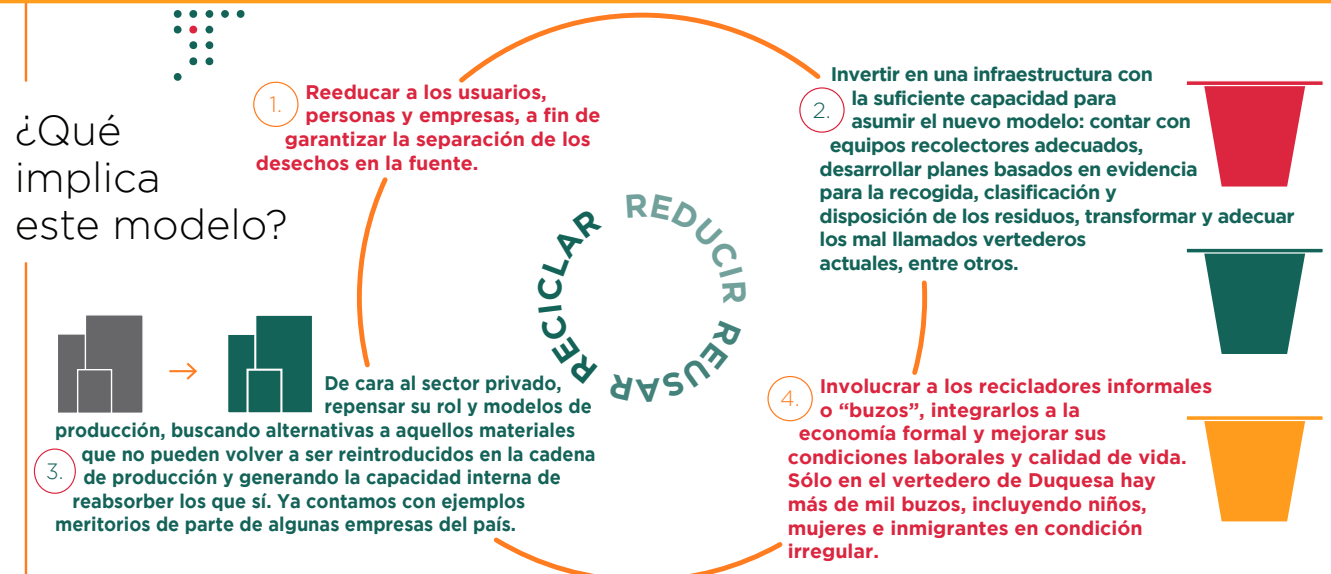 ¿Qué
implica
este modelo?
1.
Reeducar a los usuarios,
personas y empresas, a fin de
garantizar la separación de los
desechos en la fuente.
2.
Invertir en una infraestructura con
la suficiente capacidad para
asumir el nuevo modelo: contar con
equipos recolectores adecuados,
desarrollar planes basados en evidencia
para la recogida, clasificación y
disposición de los residuos, transformar y adecuar
los mal llamados vertederos
actuales, entre otros.
REDUCIR REUSAR RECICLAR
3.
De cara al sector privado,
repensar su rol y modelos de
producción, buscando alternativas a aquellos materiales
que no pueden volver a ser reintroducidos en la cadena
de producción y generando la capacidad interna de
reabsorber los que sí. Ya contamos con ejemplos
meritorios de parte de algunas empresas del país.
4.
Involucrar a los recicladores informales
o “buzos”, integrarlos a la
economía formal y mejorar sus
condiciones laborales y calidad de vida.
Sólo en el vertedero de Duquesa hay
más de mil buzos, incluyendo niños,
mujeres e inmigrantes en condición
irregular.